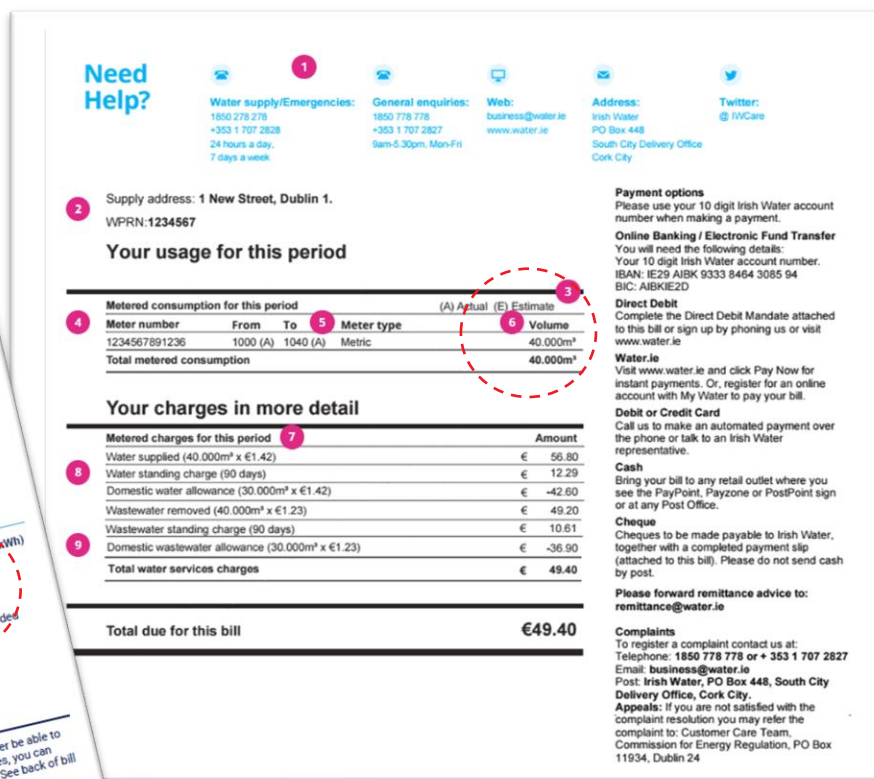 Need
Help?
1
Water supply/Emergencies:
1850 278 278
+353 1 707 2828
24 hours a day,
7 days a week
General enquiries:
1850 778 778
+353 1 707 2827
9am-5.30pm, Mon-Fri
Web:
business@water.ie
www.water.ie
Address:
Irish Water
PO Box 448
South City Delivery Office
Cork City
Twitter:
@ IWCare
2
Supply address: 1 New Street, Dublin 1.
WPRN:1234567
Your usage for this period
3
Metered consumption for this period (A) Actual (E) Estimate
4 Meter number From To 5 Meter type 6 Volume
1234567891236 1000 (A) 1040 (A) Metric 40.000m³
Total metered consumption 40.000m³
Your charges in more detail
Metered charges for this period 7 Amount
Water supplied (40.000m³ x €1.42) € 56.80
8 Water standing charge (90 days) € 12.29
Domestic water allowance (30.000m³ x €1.42) € -42.60
Wastewater removed (40.000m³ x €1.23) € 49.20
Wastewater standing charge (90 days) € 10.61
9 Domestic wastewater allowance (30.000m³ x €1.23) € -36.90
Total water services charges € 49.40
Total due for this bill €49.40
Payment options
Please use your 10 digit Irish Water account
number when making a payment.
Online Banking / Electronic Fund Transfer
You will need the following details:
Your 10 digit Irish Water account number.
IBAN: IE29 AIBK 9333 8464 3085 94
BIC: AIBKIE2D
Direct Debit
Complete the Direct Debit Mandate attached
to this bill or sign up by phoning us or visit
www.water.ie
Water.ie
Visit www.water.ie and click Pay Now for
instant payments. Or, register for an online
account with My Water to pay your bill.
Debit or Credit Card
Call us to make an automated payment over
the phone or talk to an Irish Water
representative.
Cash
Bring your bill to any retail outlet where you
see the PayPoint, Payzone or PostPoint sign
or at any Post Office.
Cheque
Cheques to be made payable to Irish Water,
together with a completed payment slip
(attached to this bill). Please do not send cash
by post.
Please forward remittance advice to:
remittance@water.ie
Complaints
To register a complaint contact us at:
Telephone: 1850 778 778 or + 353 1 707 2827
Email: business@water.ie
Post: Irish Water, PO Box 448, South City
Delivery Office, Cork City.
Appeals: If you are not satisfied with the
complaint resolution you may refer the
complaint to: Customer Care Team,
Commission for Energy Regulation, PO Box
11934, Dublin 24
be able to
es, you can
See back of bill